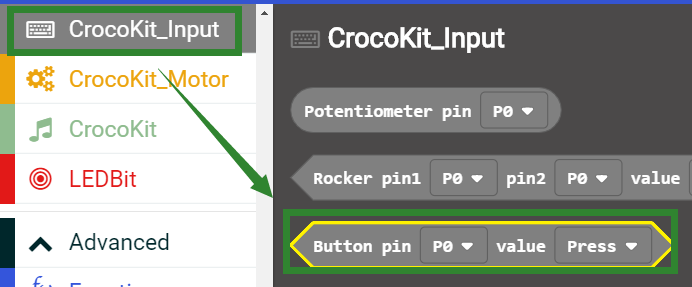 CrocoKit_Input
CrocoKit_Motor
CrocoKit
LEDBit
Advanced
CrocoKit_Input
Potentiometer pin P0
Rocker pin1 P0 pin2 P0 value
Button pin P0 value Press